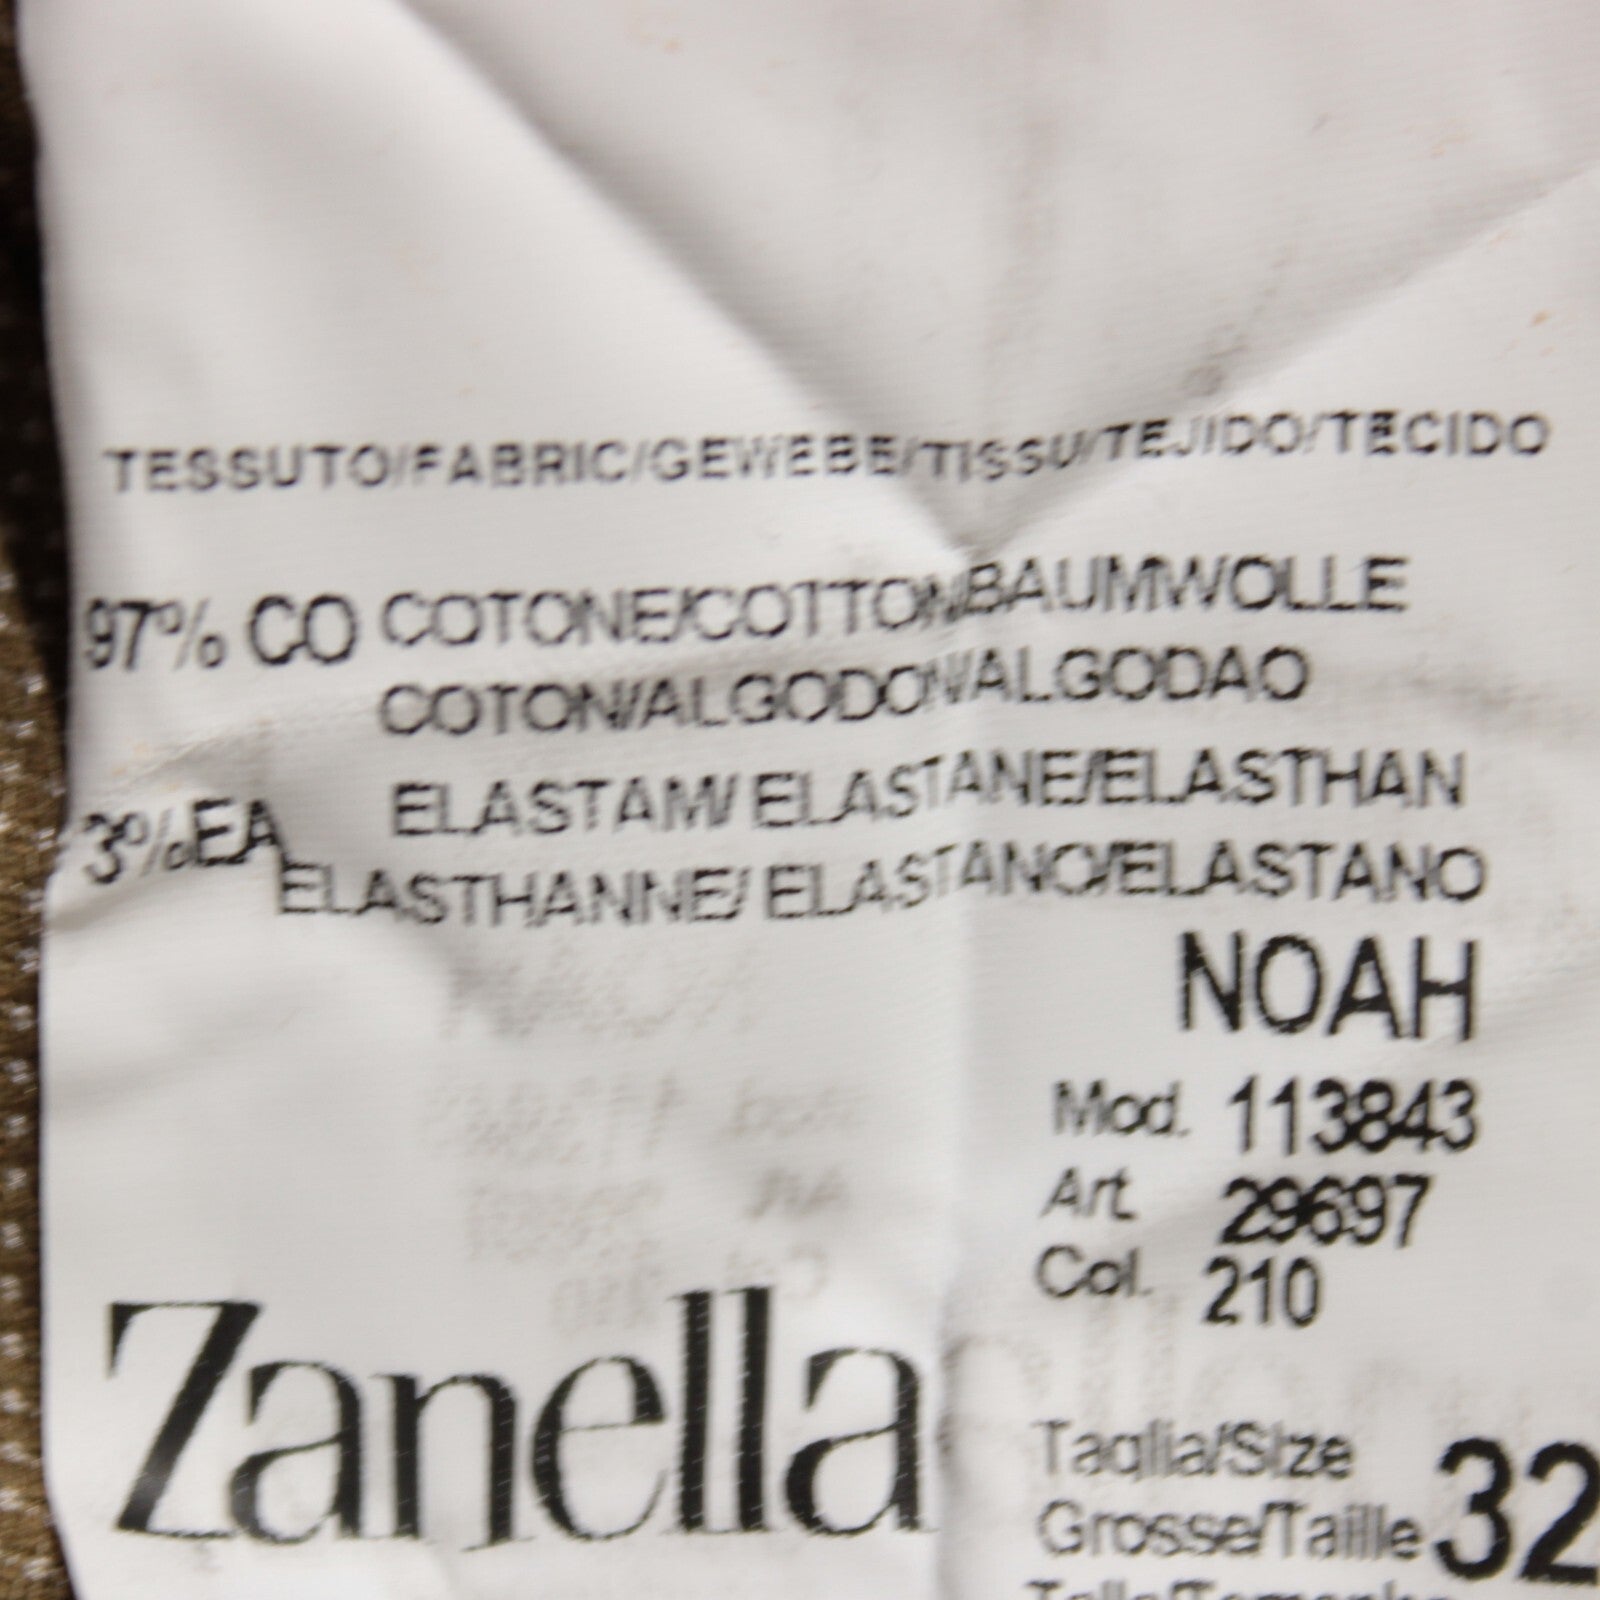 TESSUTO/FABRIC/GEWEBE/TISSU/TEJIDO/TECIDO
97% CO COTONE/COTTON/BAUMWOLLE
COTON/ALGODON/ALGODAO
3%EA ELASTAM/ ELASTANE/ELASTHAN
ELASTHANNE/ ELASTANO/ELASTANO
NOAH
Mod. 113843
Art. 29697
Col. 210
Zanella
Taglia/Size 32
Grosse/Taille